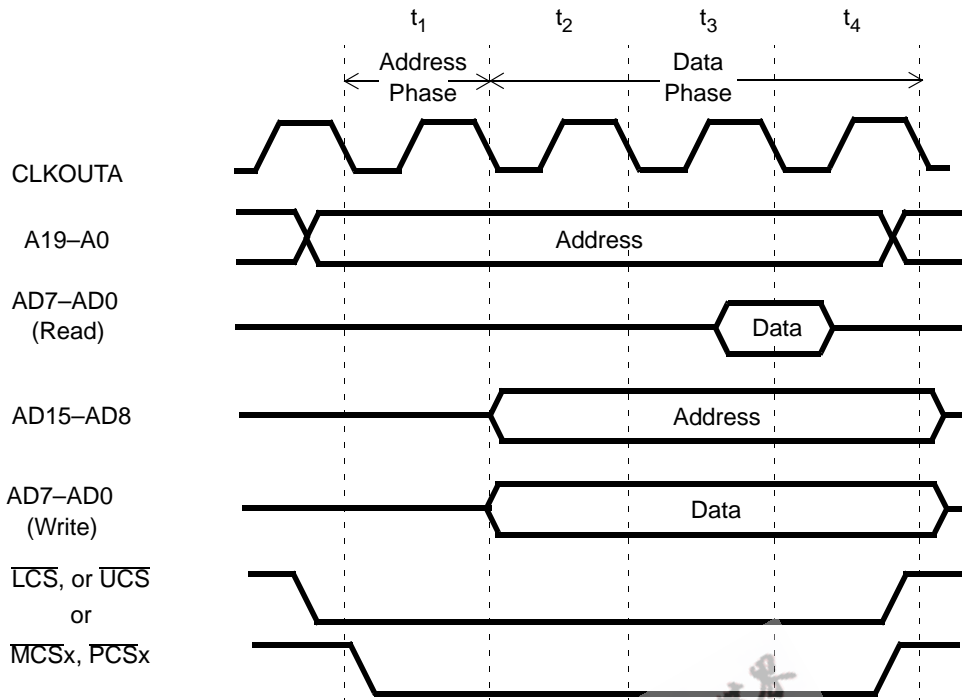 t1 t2 t3 t4
Address Phase
Data Phase
CLKOUTA
A19–A0
Address
AD7–AD0
(Read)
Data
AD15–AD8
Address
AD7–AD0
(Write)
Data
LCS, or UCS
or
MCSx, PCSx